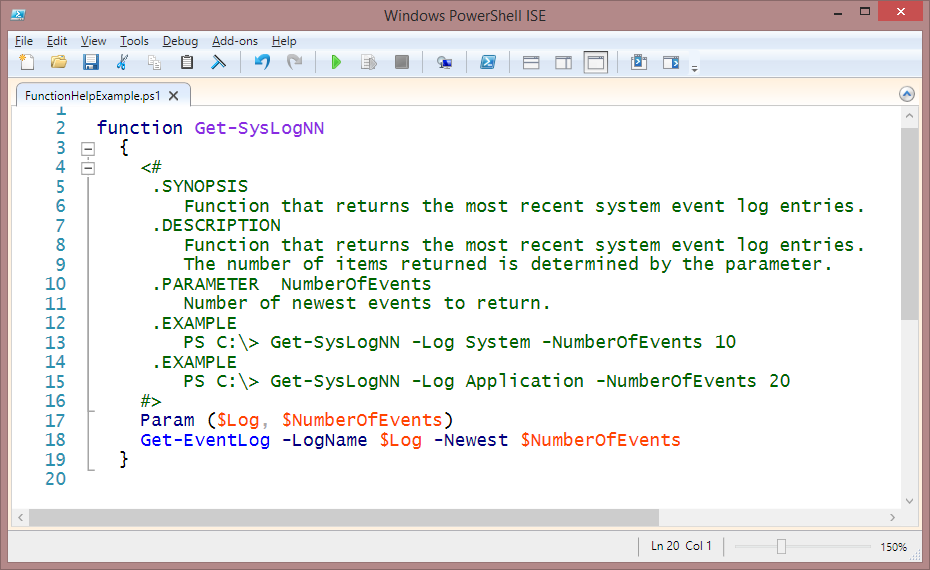 Windows PowerShell ISE
File Edit View Tools Debug Add-ons Help
FunctionHelpExample.ps1
1
2 function Get-SysLogNN
3 {
4 <#
5 .SYNOPSIS
6 Function that returns the most recent system event log entries.
7 .DESCRIPTION
8 Function that returns the most recent system event log entries.
9 The number of items returned is determined by the parameter.
10 .PARAMETER  NumberOfEvents
11 Number of newest events to return.
12 .EXAMPLE
13 PS C:\> Get-SysLogNN -Log System -NumberOfEvents 10
14 .EXAMPLE
15 PS C:\> Get-SysLogNN -Log Application -NumberOfEvents 20
16 #>
17 Param ($Log, $NumberOfEvents)
18 Get-EventLog -LogName $Log -Newest $NumberOfEvents
19 }
20
Ln 20 Col 1 150%